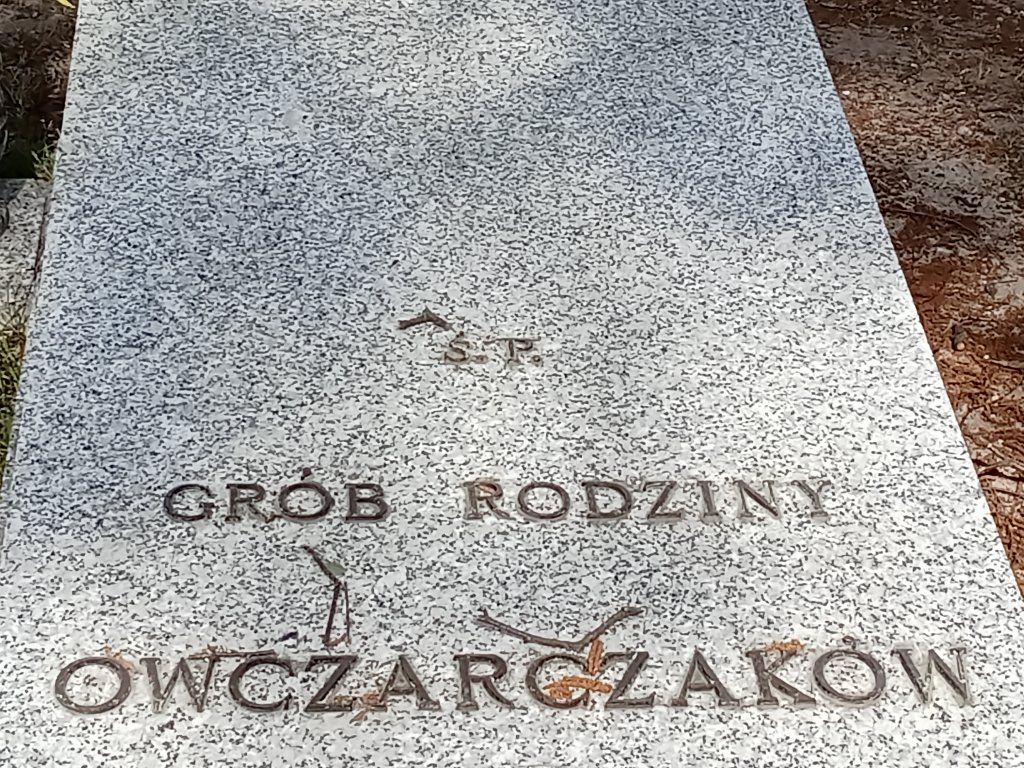 Ś. P.
GRÓB RODZINY
OWCZARCZAKÓW